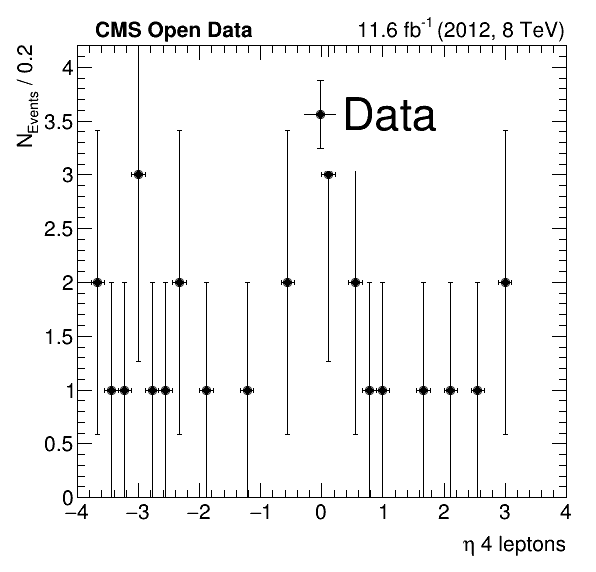 CMS Open Data 11.6 fb⁻¹ (2012, 8 TeV)
N_Events / 0.2
4
3.5
3
2.5
2
1.5
1
0.5
0
Data
−4 −3 −2 −1 0 1 2 3 4
η 4 leptons